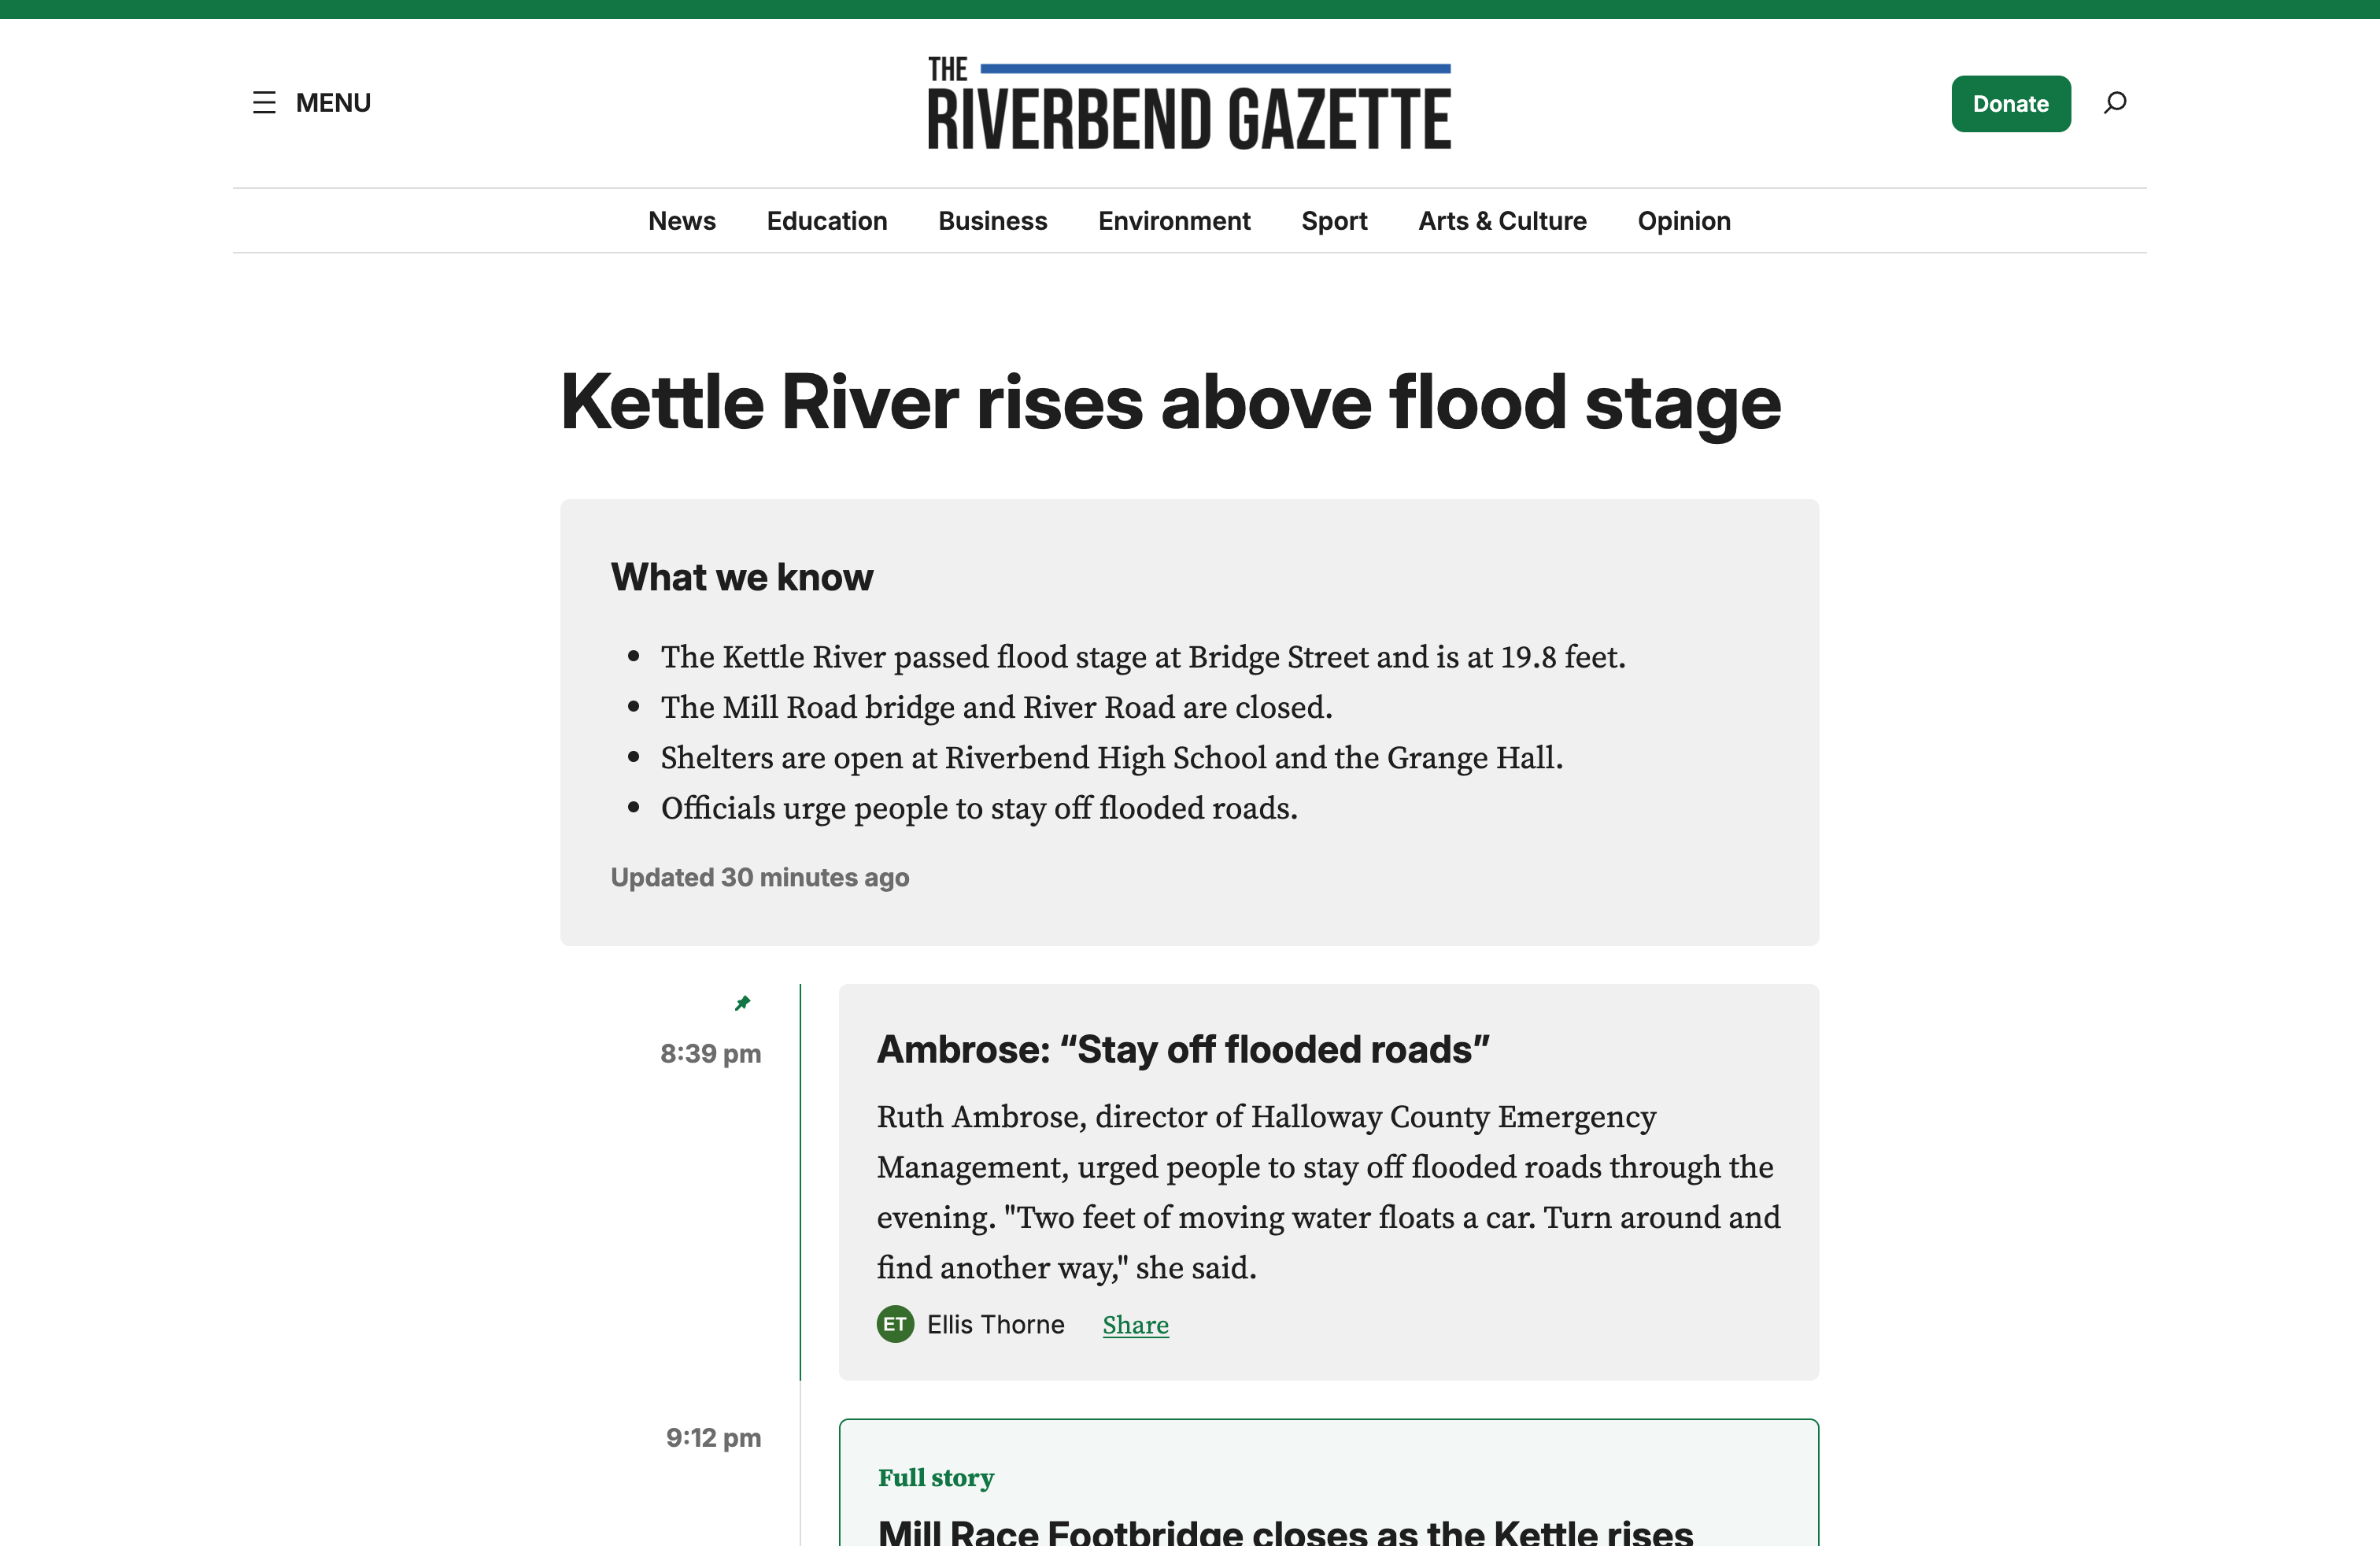 MENU
THE
RIVERBEND GAZETTE
Donate
News Education Business Environment Sport Arts & Culture Opinion
Kettle River rises above flood stage
What we know
• The Kettle River passed flood stage at Bridge Street and is at 19.8 feet.
• The Mill Road bridge and River Road are closed.
• Shelters are open at Riverbend High School and the Grange Hall.
• Officials urge people to stay off flooded roads.
Updated 30 minutes ago
8:39 pm
Ambrose: “Stay off flooded roads”
Ruth Ambrose, director of Halloway County Emergency
Management, urged people to stay off flooded roads through the
evening. "Two feet of moving water floats a car. Turn around and
find another way," she said.
ET Ellis Thorne Share
9:12 pm
Full story
Mill Race Footbridge closes as the Kettle rises